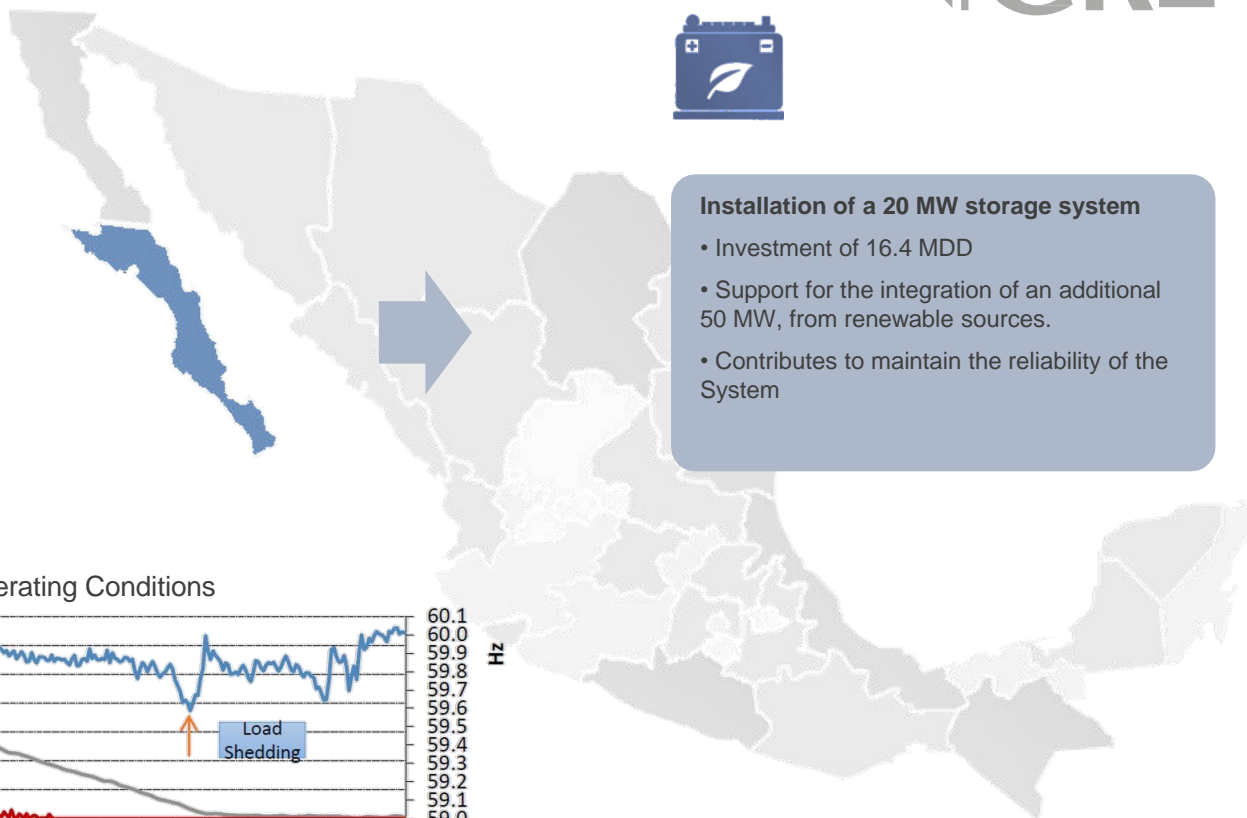 Installation of a 20 MW storage system
• Investment of 16.4 MDD
• Support for the integration of an additional
50 MW, from renewable sources.
• Contributes to maintain the reliability of the
System
Conditions
60.1
60.0
59.9
59.8
59.7
59.6
59.5
59.4
59.3
59.2
59.1
59.0
Hz
Load
Shedding